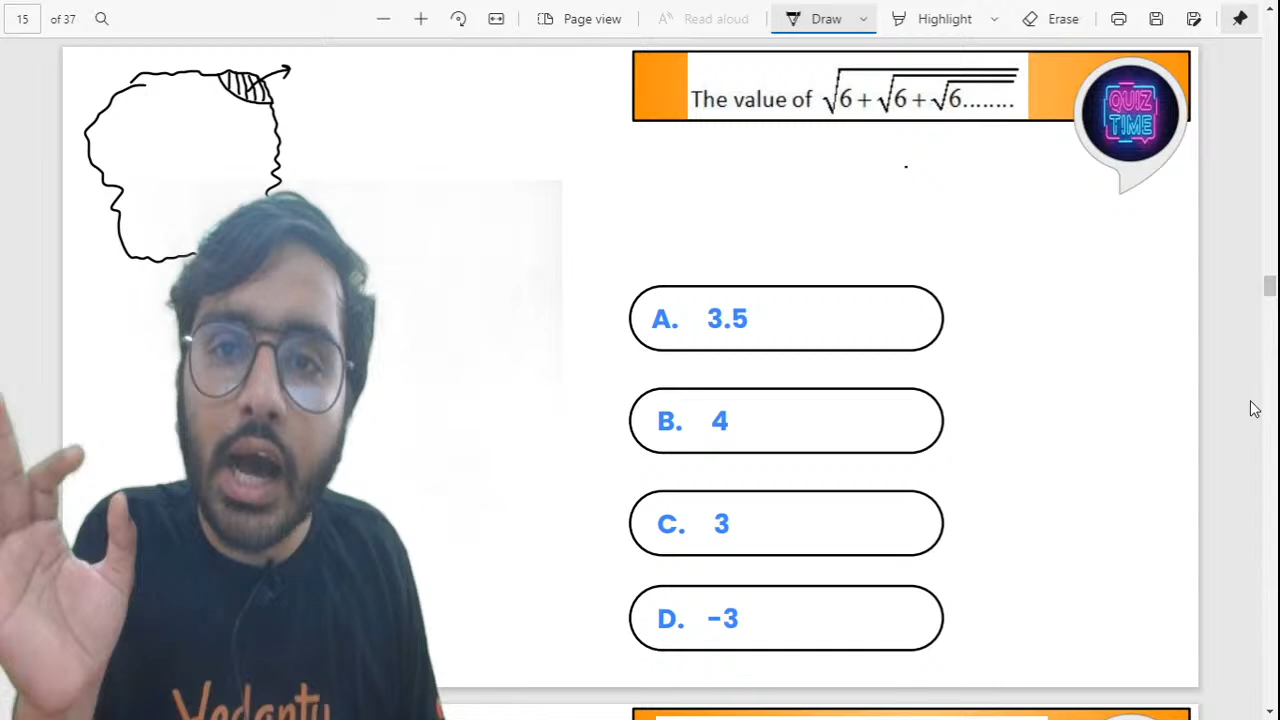 15 of 37 Page view Read aloud Draw Highlight Erase
The value of √6 + √6 + √6........
QUIZ
TIME
A. 3.5
B. 4
C. 3
D. -3
Vedantu